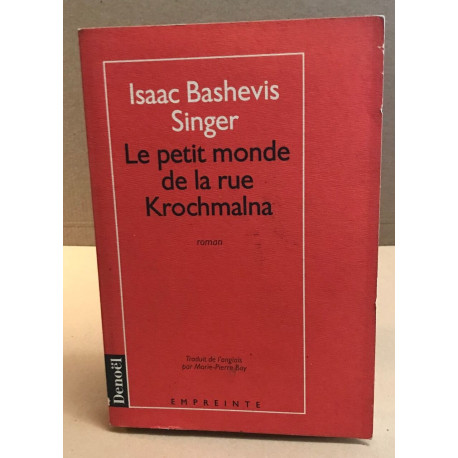 Isaac Bashevis
Singer
Le petit monde
de la rue
Krochmalna
roman
Traduit de l'anglais
par Marie-Pierre Bay
Denoël
EMPREINTE